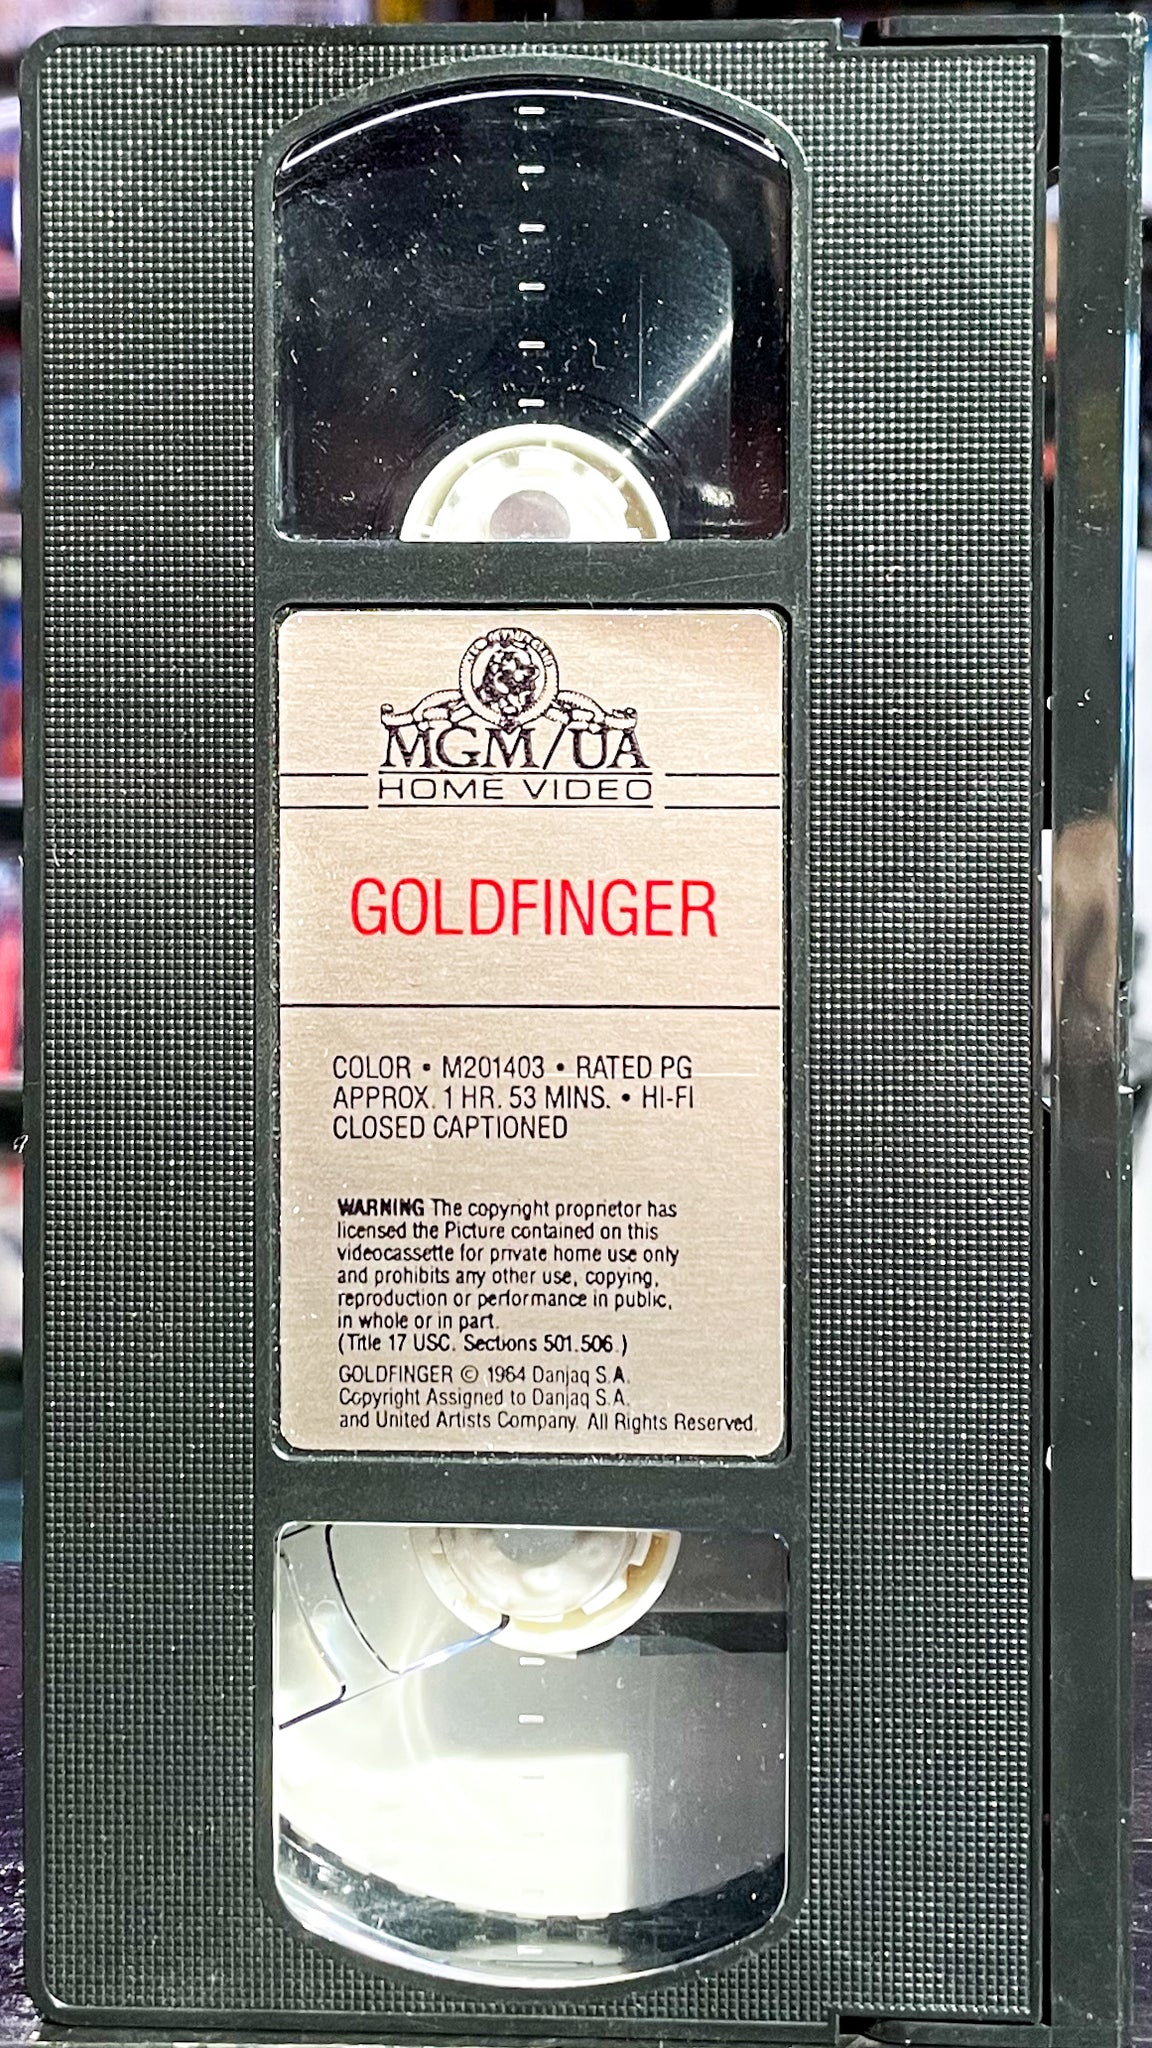 MGM/UA
HOME VIDEO
GOLDFINGER
COLOR • M201403 • RATED PG
APPROX. 1 HR. 53 MINS. • HI-FI
CLOSED CAPTIONED
WARNING The copyright proprietor has
licensed the Picture contained on this
videocassette for private home use only
and prohibits any other use, copying,
reproduction or performance in public,
in whole or in part.
(Title 17 USC. Sections 501.506.)
GOLDFINGER © 1964 Danjaq S.A.
Copyright Assigned to Danjaq S.A.
and United Artists Company. All Rights Reserved.